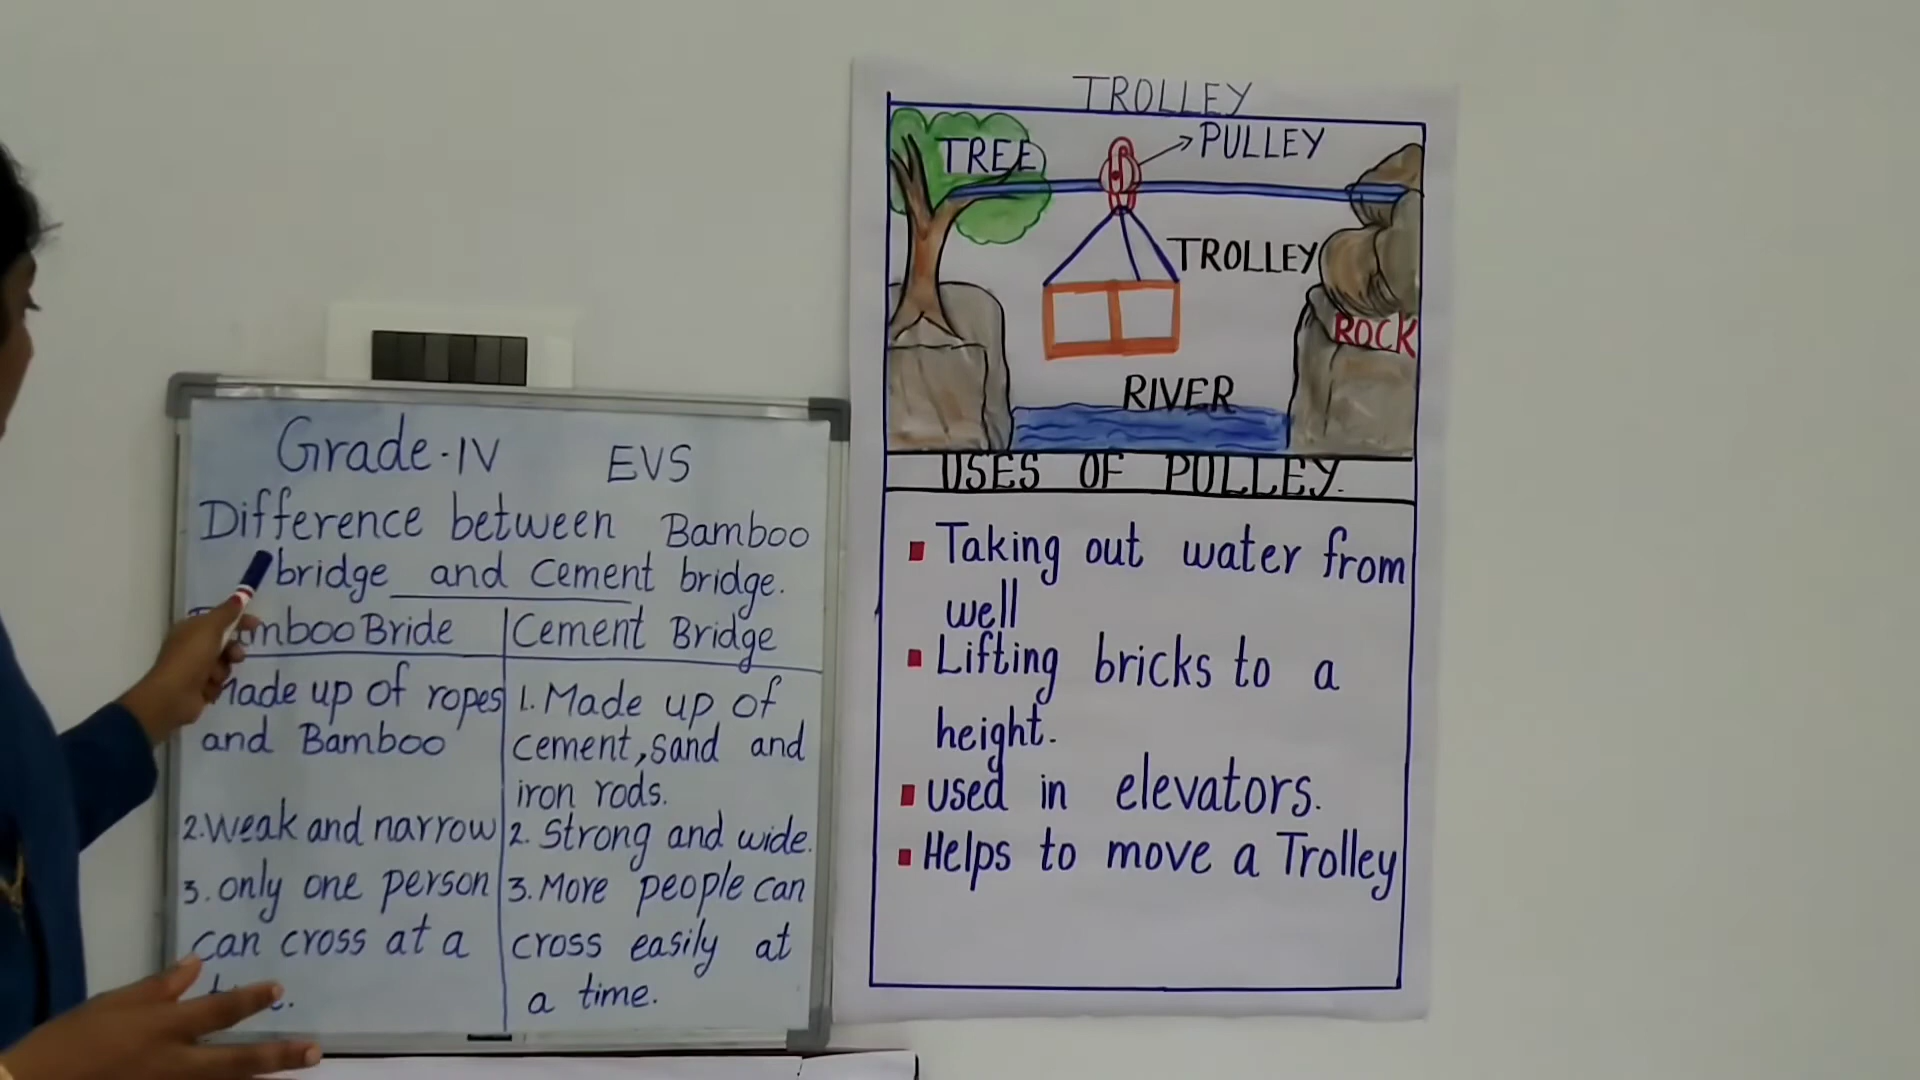 Grade-IV EVS
Difference between Bamboo
bridge and Cement bridge.
Bride | Cement Bridge
Made up of ropes
and Bamboo
2. Weak and narrow
3. only one person
can cross at a
1. Made up of
cement, sand and
iron rods.
2. Strong and wide.
3. More people can
cross easily at
a time.
TROLLEY
TREE
PULLEY
TROLLEY
ROCK
RIVER
USES OF PULLEY.
Taking out water from
well
Lifting bricks to a
height.
used in elevators.
Helps to move a Trolley